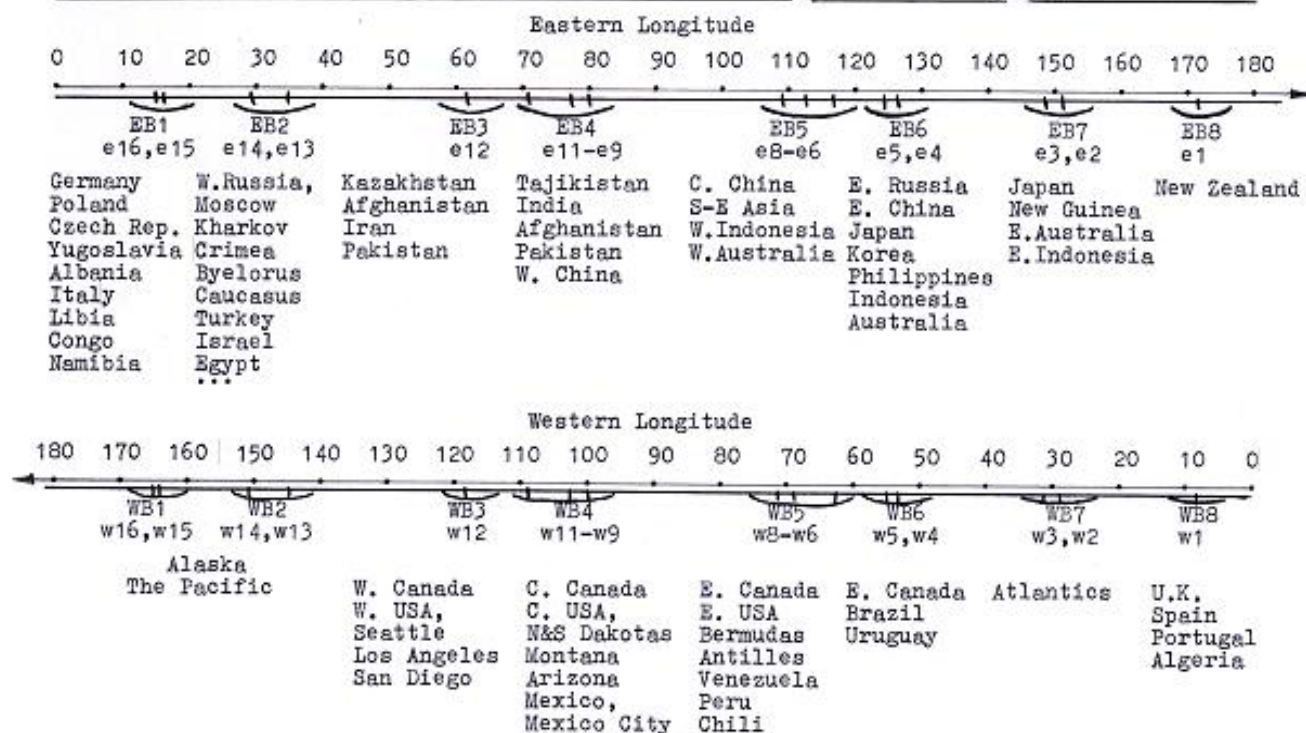 Eastern Longitude
0 10 20 30 40 50 60 70 80 90 100 110 120 130 140 150 160 170 180
EB1 EB2 EB3 EB4 EB5 EB6 EB7 EB8
e16,e15 e14,e13 e12 e11-e9 e8-e6 e5,e4 e3,e2 e1
Germany W.Russia, Kazakhstan Tajikistan C. China E. Russia Japan New Zealand
Poland Moscow Afghanistan India S-E Asia E. China New Guinea
Czech Rep. Kharkov Iran Afghanistan W.Indonesia Japan E.Australia
Yugoslavia Crimea Pakistan Pakistan W.Australia Korea E.Indonesia
Albania Byelorus W. China Philippines
Italy Caucasus Indonesia
Libia Turkey Australia
Congo Israel
Namibia Egypt
...
Western Longitude
180 170 160 150 140 130 120 110 100 90 80 70 60 50 40 30 20 10 0
WB1 WB2 WB3 WB4 WB5 WB6 WB7 WB8
w16,w15 w14,w13 w12 w11-w9 w8-w6 w5,w4 w3,w2 w1
Alaska
The Pacific W. Canada C. Canada E. Canada E. Canada Atlantics U.K.
W. USA, C. USA, E. USA Brazil Spain
Seattle N&S Dakotas Bermudas Uruguay Portugal
Los Angeles Montana Antilles Algeria
San Diego Arizona Venezuela
Mexico, Peru
Mexico City Chili